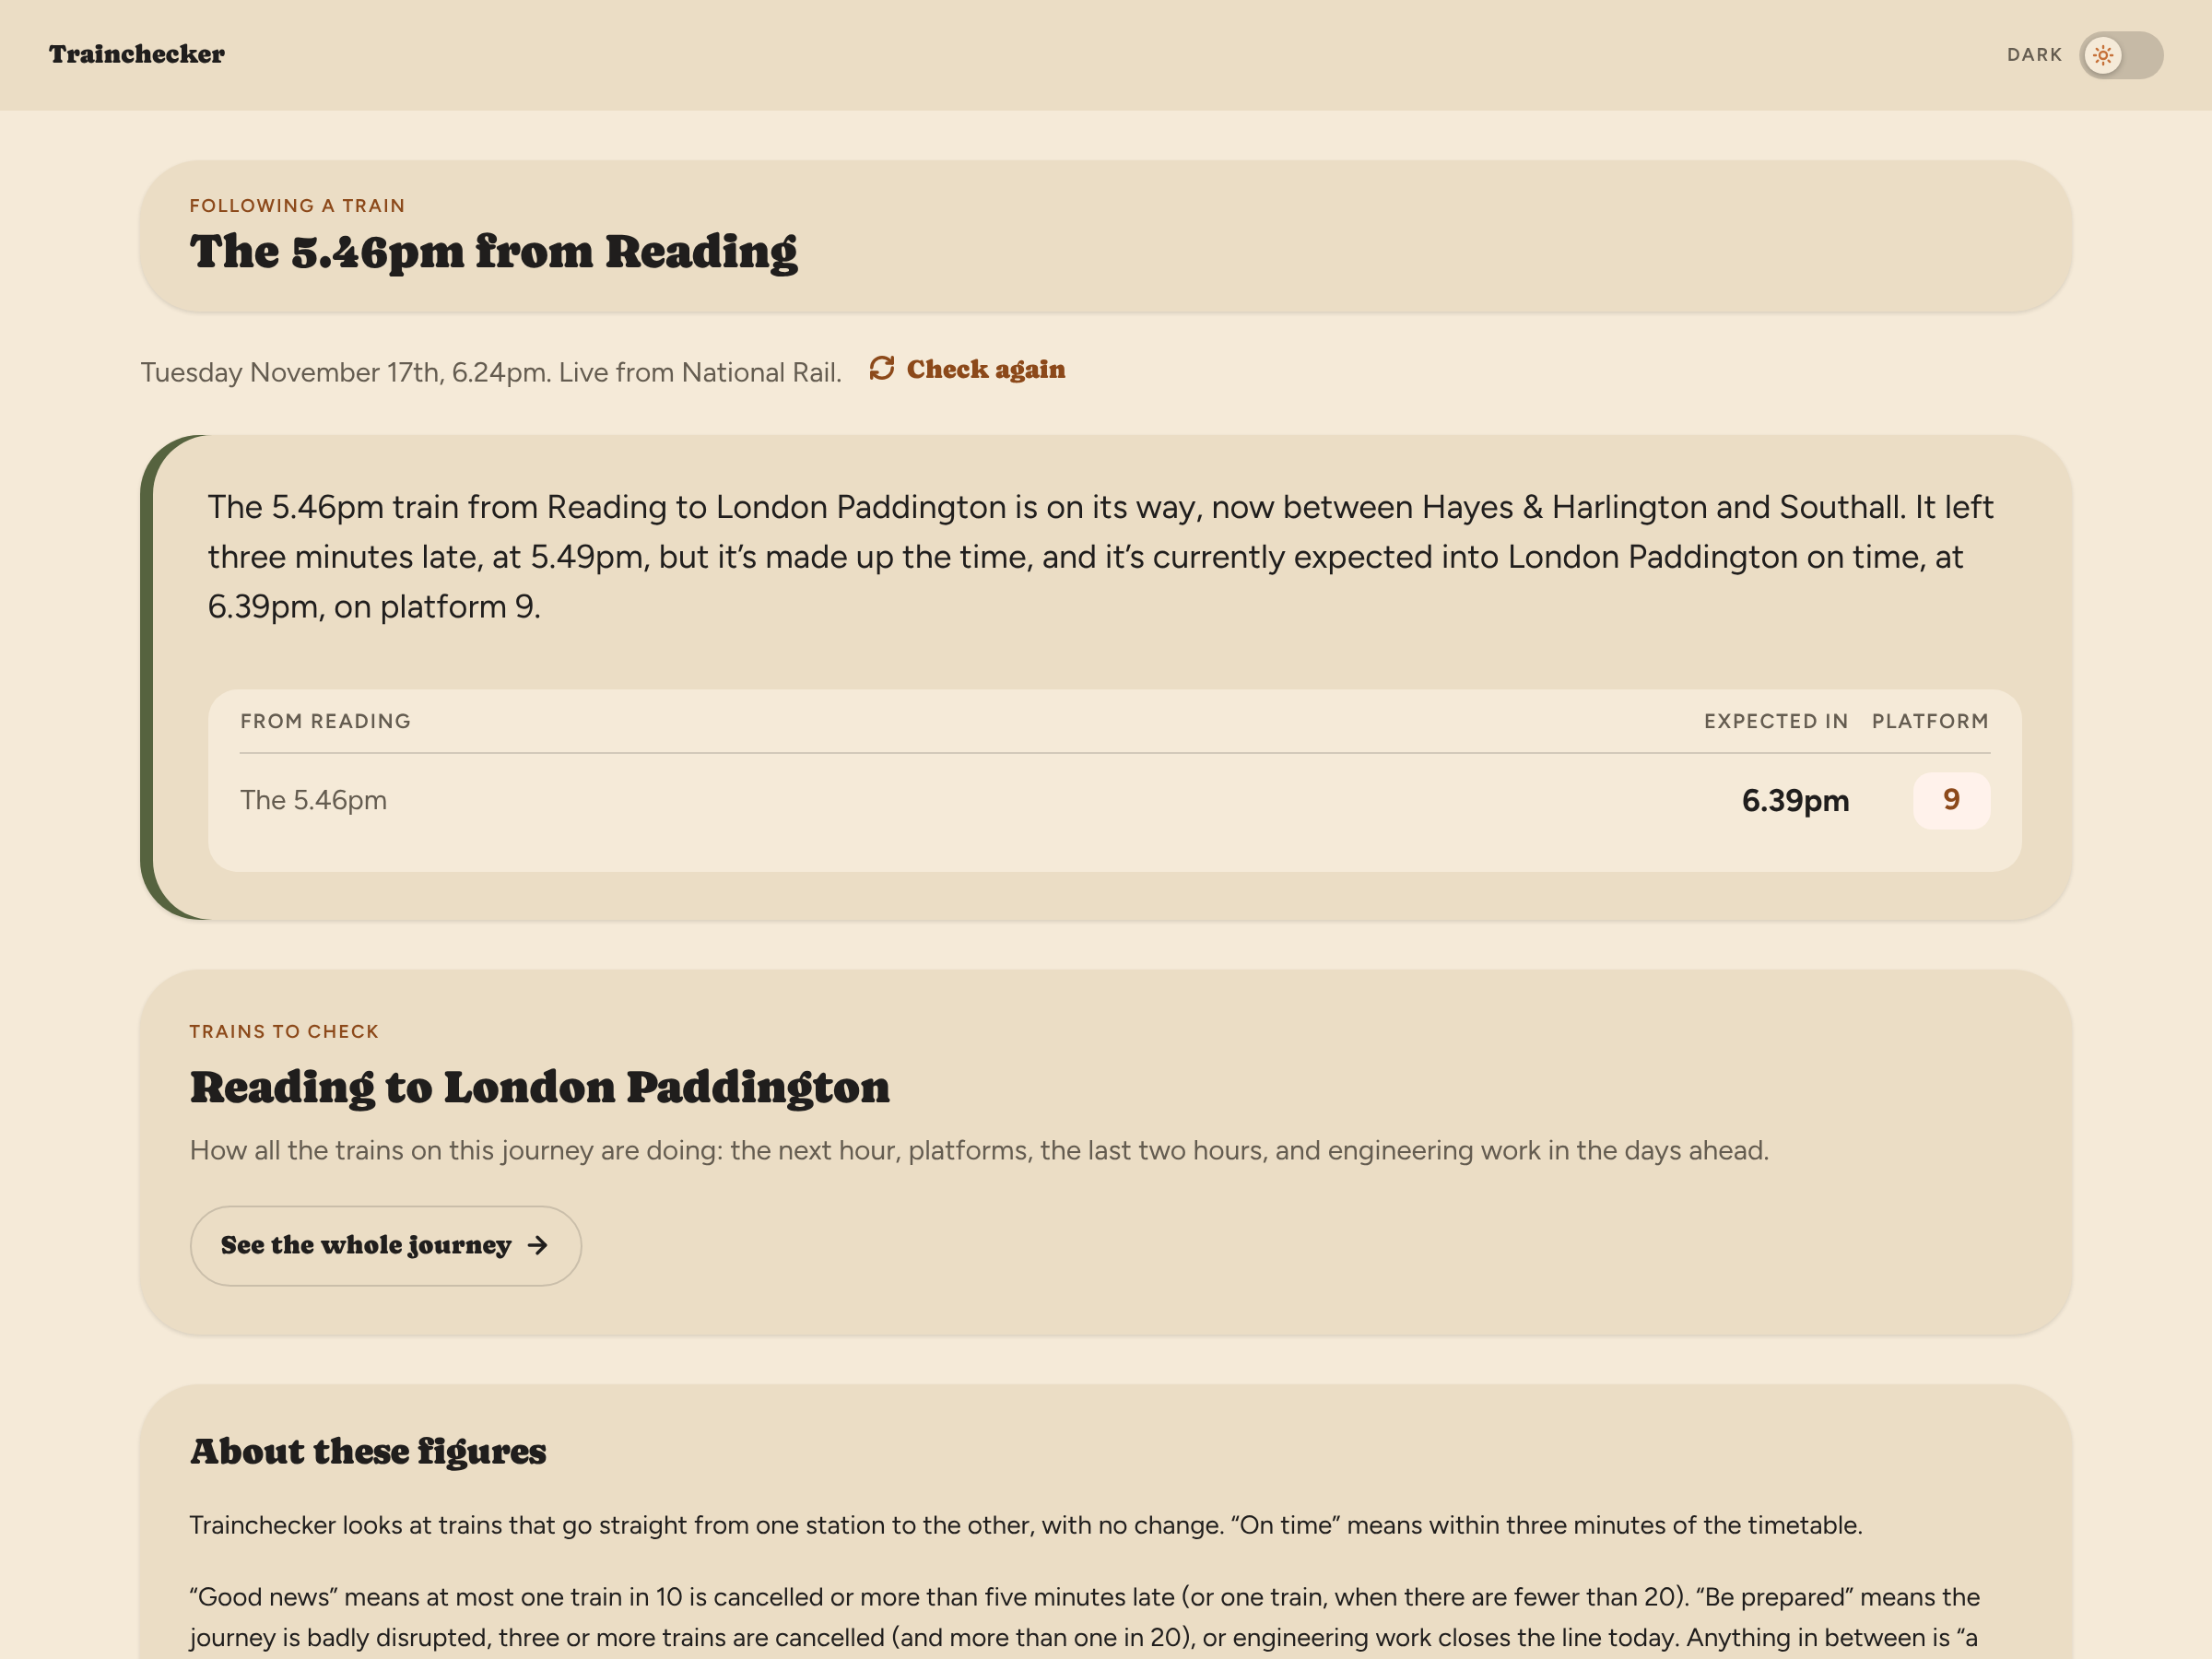 Trainchecker
DARK
FOLLOWING A TRAIN
The 5.46pm from Reading
Tuesday November 17th, 6.24pm. Live from National Rail.
Check again
The 5.46pm train from Reading to London Paddington is on its way, now between Hayes & Harlington and Southall. It left
three minutes late, at 5.49pm, but it’s made up the time, and it’s currently expected into London Paddington on time, at
6.39pm, on platform 9.
FROM READING EXPECTED IN PLATFORM
The 5.46pm 6.39pm 9
TRAINS TO CHECK
Reading to London Paddington
How all the trains on this journey are doing: the next hour, platforms, the last two hours, and engineering work in the days ahead.
See the whole journey →
About these figures
Trainchecker looks at trains that go straight from one station to the other, with no change. “On time” means within three minutes of the timetable.
“Good news” means at most one train in 10 is cancelled or more than five minutes late (or one train, when there are fewer than 20). “Be prepared” means the
journey is badly disrupted, three or more trains are cancelled (and more than one in 20), or engineering work closes the line today. Anything in between is “a